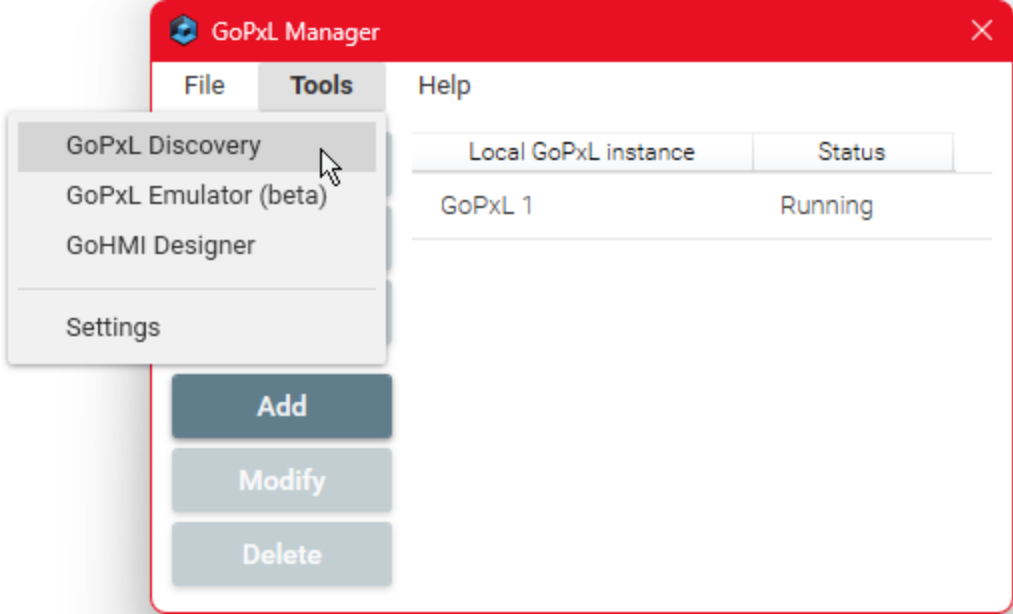 GoPxL Manager
File Tools Help
GoPxL Discovery
GoPxL Emulator (beta)
GoHMI Designer
Settings
Local GoPxL instance Status
GoPxL 1 Running
Add
Modify
Delete